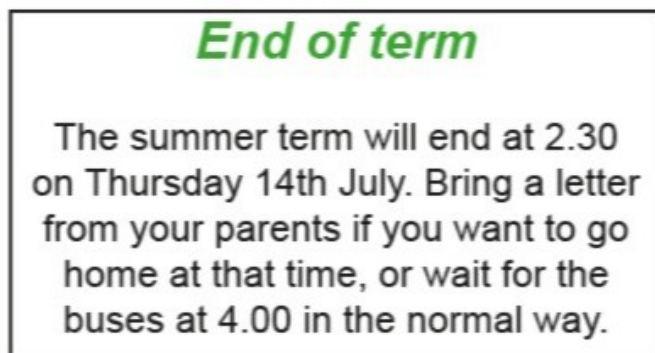 End of term
The summer term will end at 2.30
on Thursday 14th July. Bring a letter
from your parents if you want to go
home at that time, or wait for the
buses at 4.00 in the normal way.